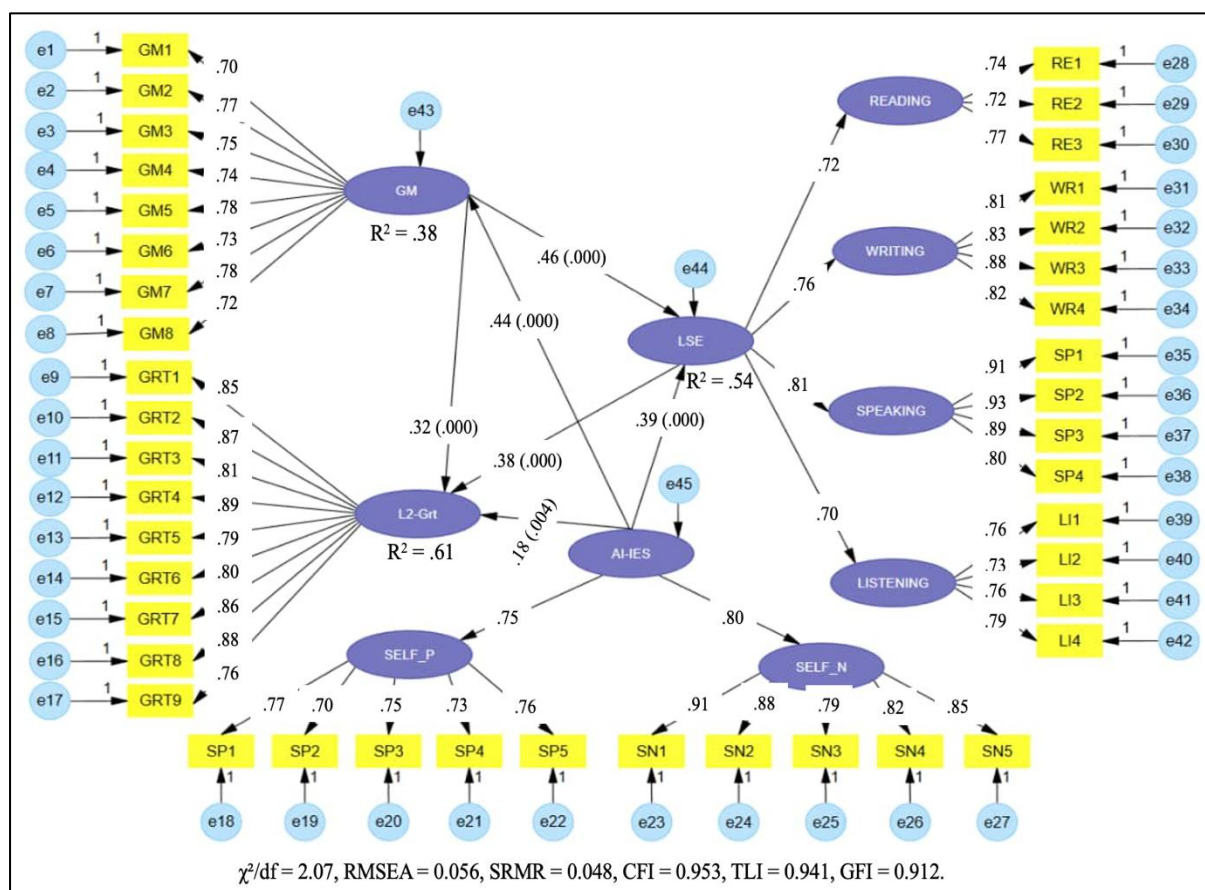 e1 1 GM1 .70
e2 1 GM2 .77
e3 1 GM3 .75
e4 1 GM4 .74
e5 1 GM5 .78
e6 1 GM6 .73
e7 1 GM7 .78
e8 1 GM8 .72
e9 1 GRT1 .85
e10 1 GRT2 .87
e11 1 GRT3 .81
e12 1 GRT4 .89
e13 1 GRT5 .79
e14 1 GRT6 .80
e15 1 GRT7 .86
e16 1 GRT8 .88
e17 1 GRT9 .76
e43
GM
R² = .38
.46 (.000)
.44 (.000)
.32 (.000)
e44
LSE
R² = .54
.39 (.000)
.38 (.000)
L2-Grt
R² = .61
.18 (.004)
e45
AI-IES
.75
.80
SELF_P
SELF_N
.72
.76
.81
.70
READING
WRITING
SPEAKING
LISTENING
.74 RE1 1 e28
.72 RE2 1 e29
.77 RE3 1 e30
.81 WR1 1 e31
.83 WR2 1 e32
.88 WR3 1 e33
.82 WR4 1 e34
.91 SP1 1 e35
.93 SP2 1 e36
.89 SP3 1 e37
.80 SP4 1 e38
.76 LI1 1 e39
.73 LI2 1 e40
.76 LI3 1 e41
.79 LI4 1 e42
.77 .70 .75 .73 .76 .91 .88 .79 .82 .85
SP1 SP2 SP3 SP4 SP5 SN1 SN2 SN3 SN4 SN5
1 1 1 1 1 1 1 1 1 1
e18 e19 e20 e21 e22 e23 e24 e25 e26 e27
χ²/df = 2.07, RMSEA = 0.056, SRMR = 0.048, CFI = 0.953, TLI = 0.941, GFI = 0.912.